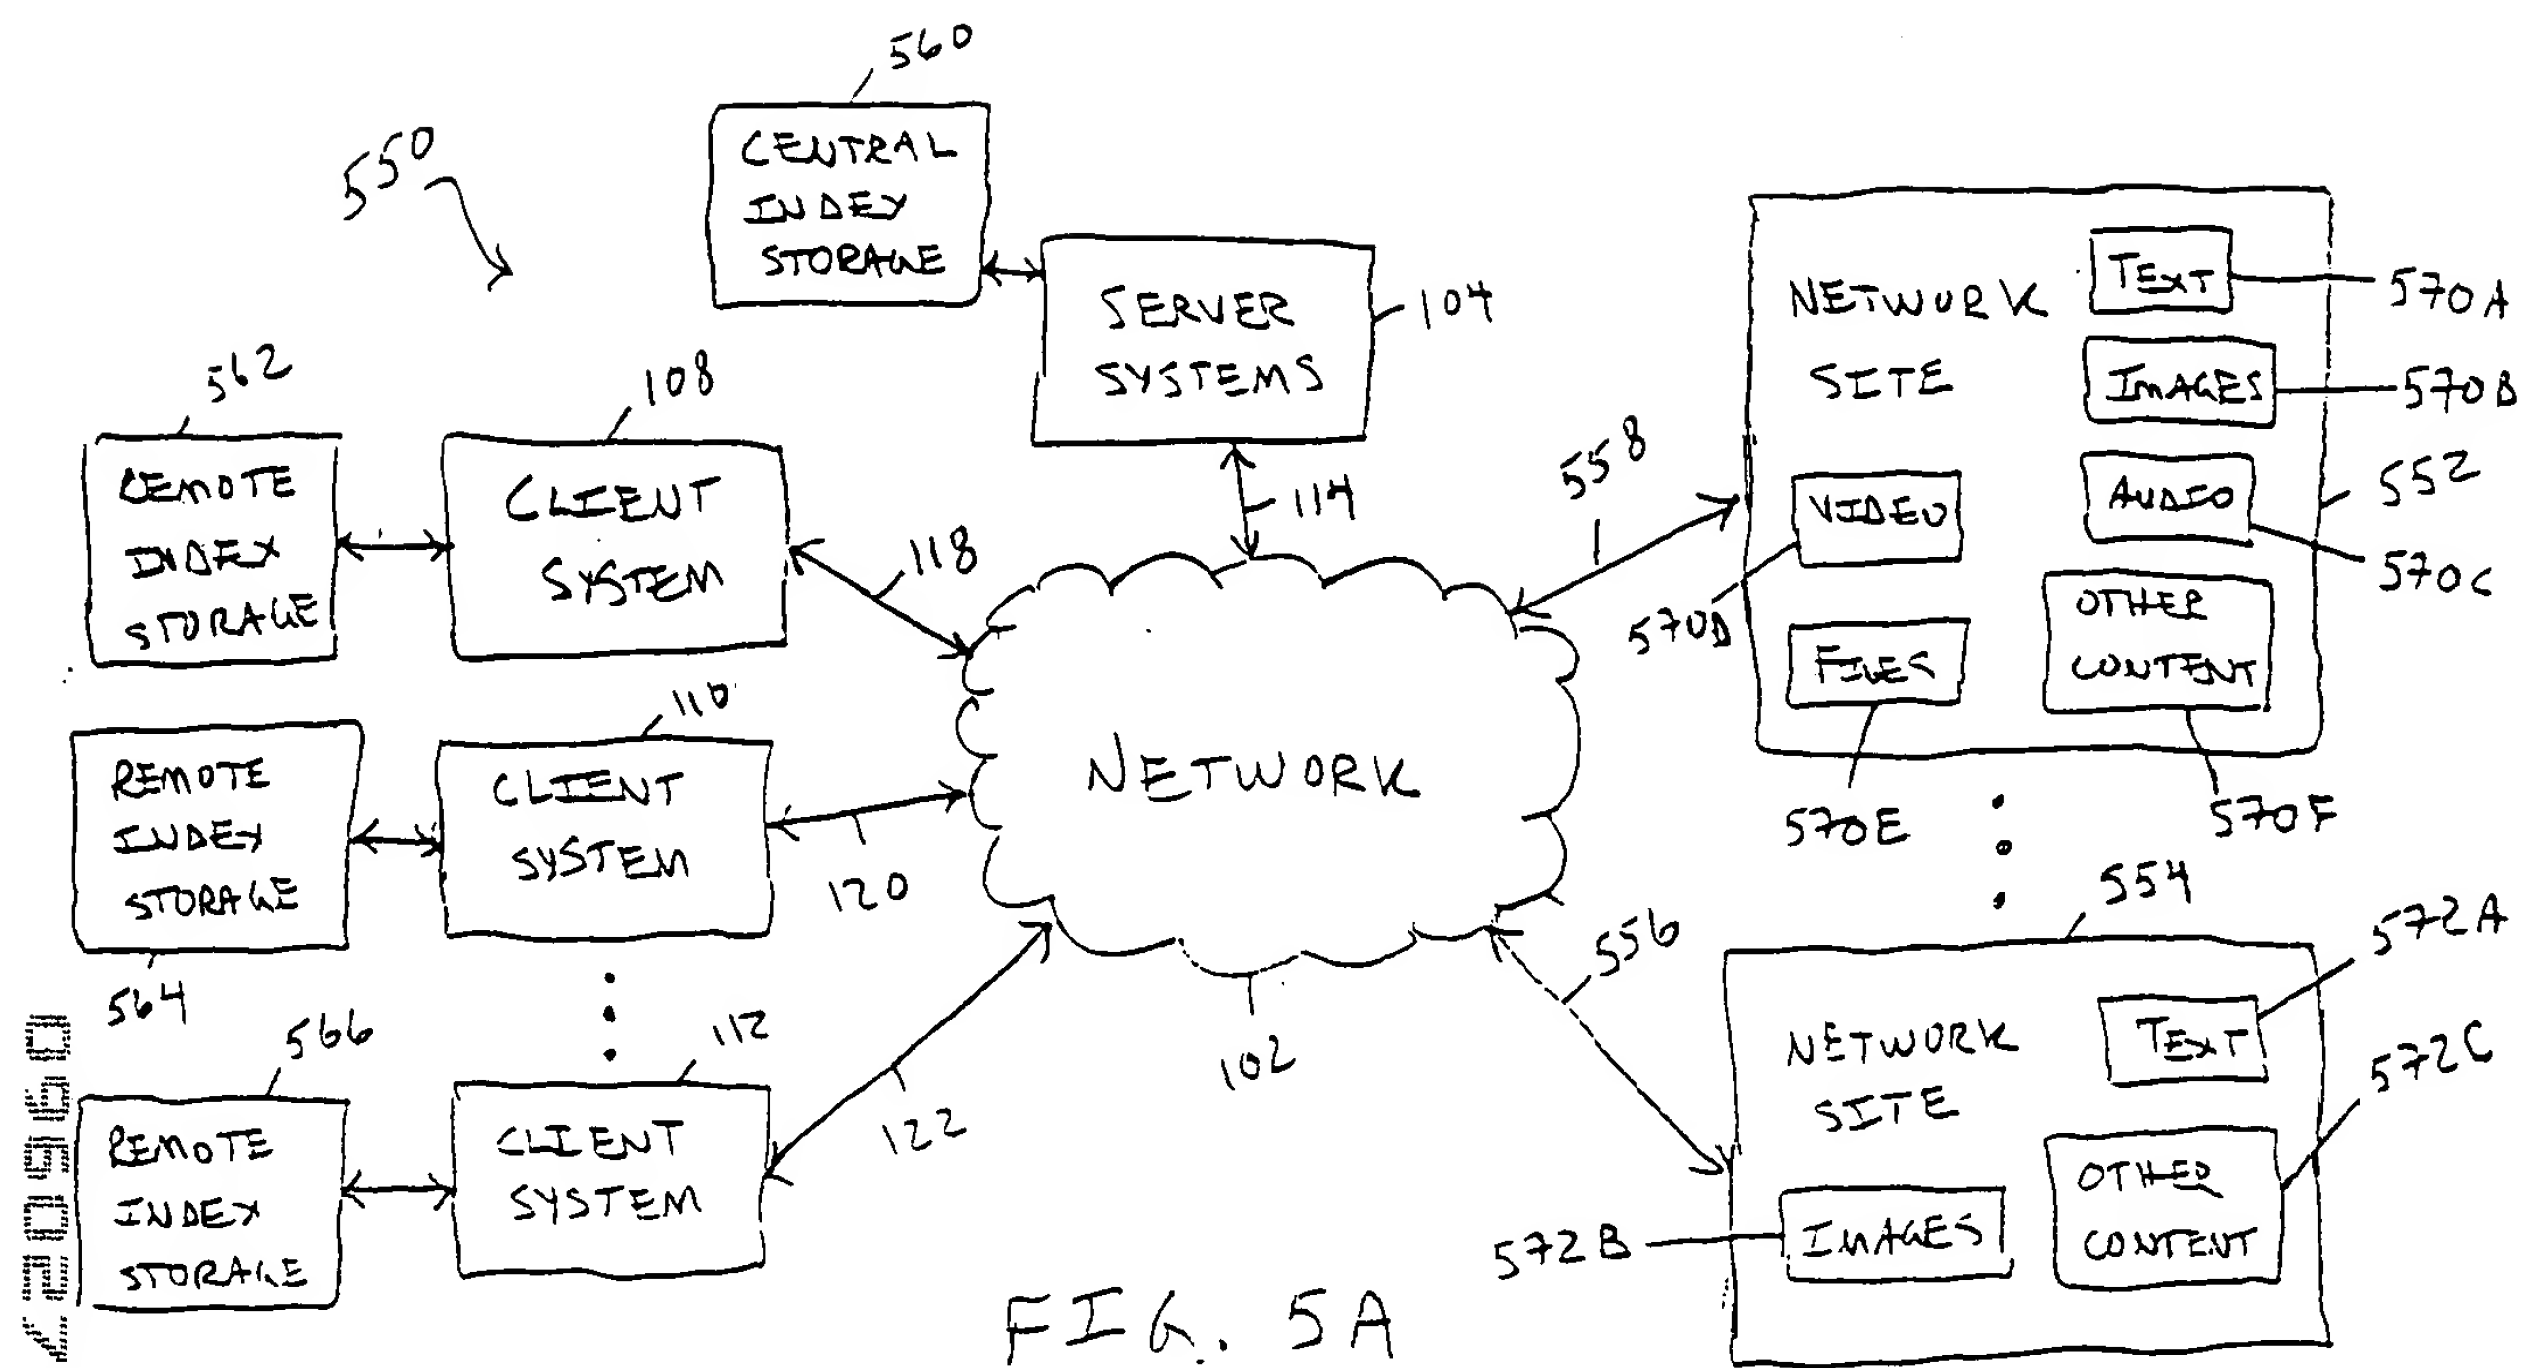 560
CENTRAL
INDEX
STORAGE
550
SERVER
SYSTEMS
104
114
562
REMOTE
INDEX
STORAGE
108
CLIENT
SYSTEM
118
564
REMOTE
INDEX
STORAGE
110
CLIENT
SYSTEM
120
566
REMOTE
INDEX
STORAGE
112
CLIENT
SYSTEM
122
NETWORK
102
558
556
NETWORK
SITE
552
TEXT
570A
IMAGES
570B
AUDIO
570C
VIDEO
570D
FILES
570E
OTHER
CONTENT
570F
554
NETWORK
SITE
TEXT
572A
IMAGES
572B
OTHER
CONTENT
572C
FIG. 5A